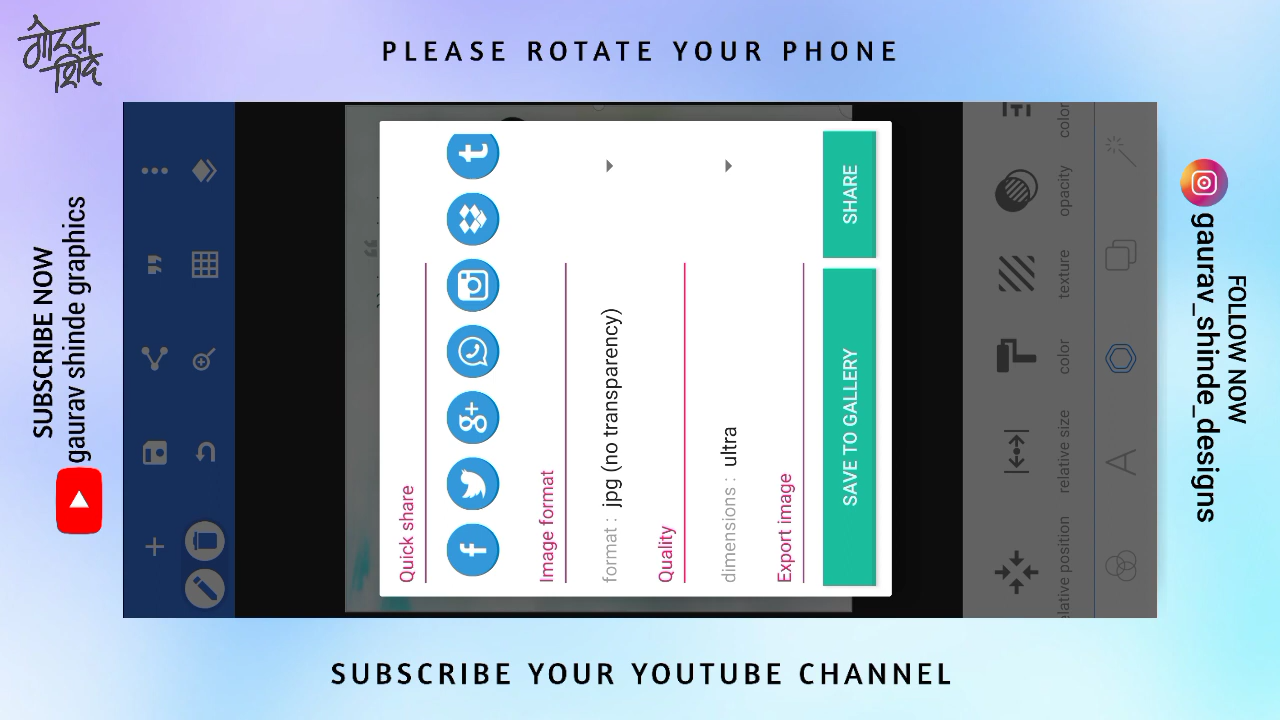 गौरव
शिंदे
PLEASE ROTATE YOUR PHONE
SUBSCRIBE NOW
gaurav shinde graphics
Quick share
Image format
format : jpg (no transparency)
Quality
dimensions : ultra
Export image
SAVE TO GALLERY
SHARE
color
opacity
texture
color
relative size
elative position
FOLLOW NOW
gaurav_shinde_designs
SUBSCRIBE YOUR YOUTUBE CHANNEL